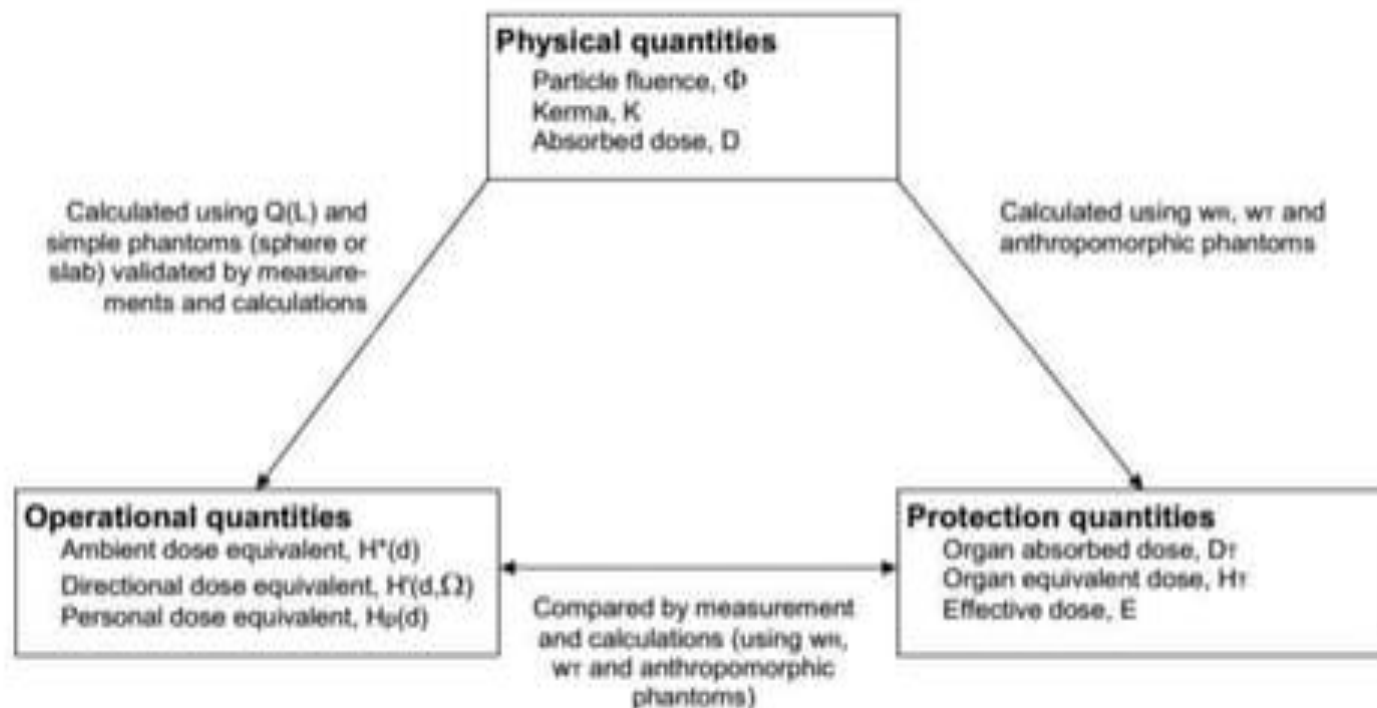 Physical quantities
Particle fluence, Φ
Kerma, K
Absorbed dose, D
Calculated using Q(L) and
simple phantoms (sphere or
slab) validated by measure-
ments and calculations
Calculated using wR, wT and
anthropomorphic phantoms
Operational quantities
Ambient dose equivalent, H*(d)
Directional dose equivalent, H'(d,Ω)
Personal dose equivalent, Hp(d)
Compared by measurement
and calculations (using wR,
wT and anthropomorphic
phantoms)
Protection quantities
Organ absorbed dose, DT
Organ equivalent dose, HT
Effective dose, E